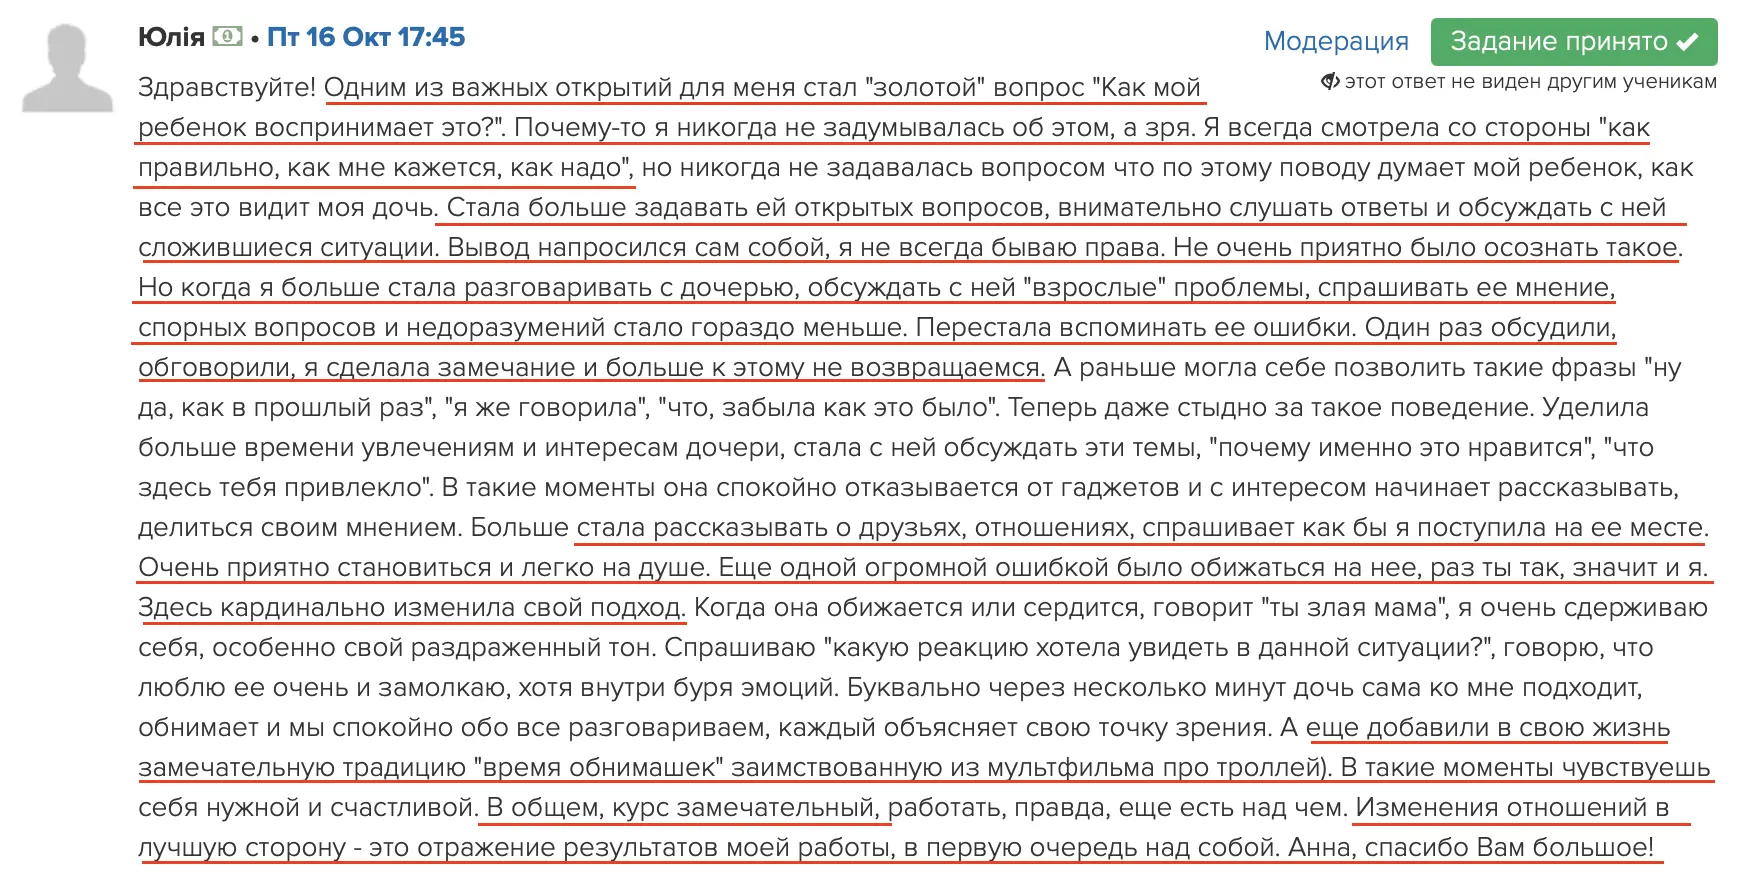 Юлія • Пт 16 Окт 17:45
Модерация
Задание принято
этот ответ не виден другим ученикам
Здравствуйте! Одним из важных открытий для меня стал "золотой" вопрос "Как мой
ребенок воспринимает это?". Почему-то я никогда не задумывалась об этом, а зря. Я всегда смотрела со стороны "как
правильно, как мне кажется, как надо", но никогда не задавалась вопросом что по этому поводу думает мой ребенок, как
все это видит моя дочь. Стала больше задавать ей открытых вопросов, внимательно слушать ответы и обсуждать с ней
сложившиеся ситуации. Вывод напросился сам собой, я не всегда бываю права. Не очень приятно было осознать такое.
Но когда я больше стала разговаривать с дочерью, обсуждать с ней "взрослые" проблемы, спрашивать ее мнение,
спорных вопросов и недоразумений стало гораздо меньше. Перестала вспоминать ее ошибки. Один раз обсудили,
обговорили, я сделала замечание и больше к этому не возвращаемся. А раньше могла себе позволить такие фразы "ну
да, как в прошлый раз", "я же говорила", "что, забыла как это было". Теперь даже стыдно за такое поведение. Уделила
больше времени увлечениям и интересам дочери, стала с ней обсуждать эти темы, "почему именно это нравится", "что
здесь тебя привлекло". В такие моменты она спокойно отказывается от гаджетов и с интересом начинает рассказывать,
делиться своим мнением. Больше стала рассказывать о друзьях, отношениях, спрашивает как бы я поступила на ее месте.
Очень приятно становиться и легко на душе. Еще одной огромной ошибкой было обижаться на нее, раз ты так, значит и я.
Здесь кардинально изменила свой подход. Когда она обижается или сердится, говорит "ты злая мама", я очень сдерживаю
себя, особенно свой раздраженный тон. Спрашиваю "какую реакцию хотела увидеть в данной ситуации?", говорю, что
люблю ее очень и замолкаю, хотя внутри буря эмоций. Буквально через несколько минут дочь сама ко мне подходит,
обнимает и мы спокойно обо все разговариваем, каждый объясняет свою точку зрения. А еще добавили в свою жизнь
замечательную традицию "время обнимашек" заимствованную из мультфильма про троллей). В такие моменты чувствуешь
себя нужной и счастливой. В общем, курс замечательный, работать, правда, еще есть над чем. Изменения отношений в
лучшую сторону - это отражение результатов моей работы, в первую очередь над собой. Анна, спасибо Вам большое!